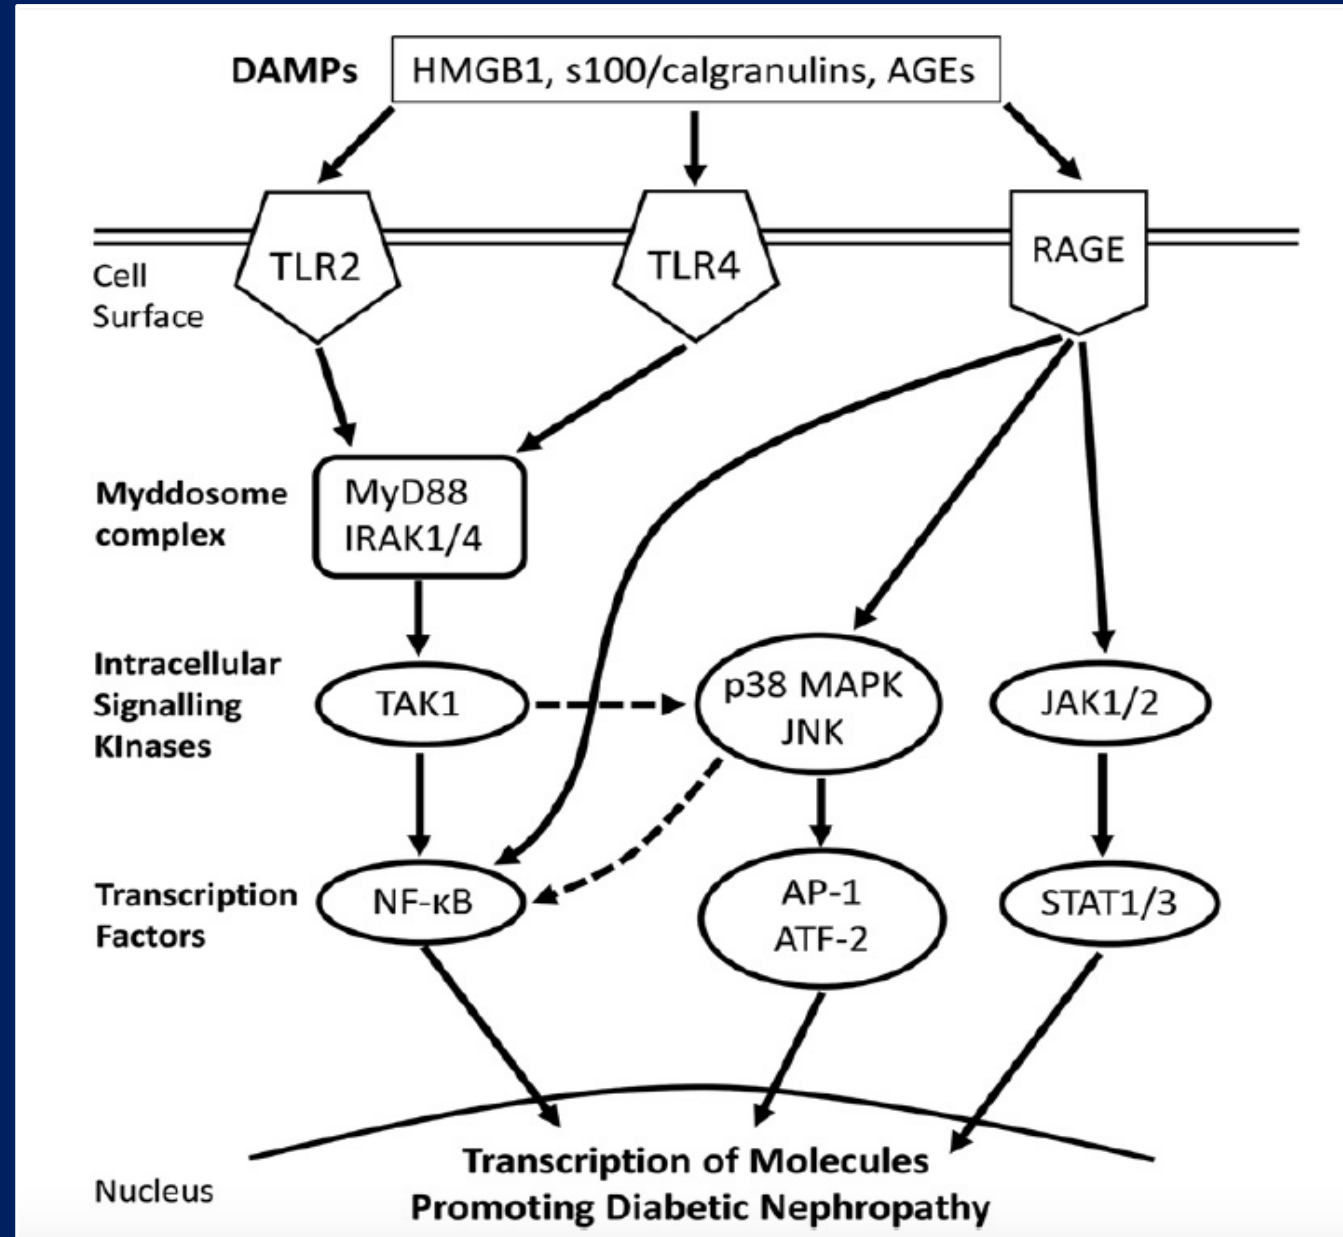 DAMPs
HMGB1, s100/calgranulins, AGEs
TLR2
TLR4
RAGE
Cell
Surface
Myddosome
complex
MyD88
IRAK1/4
Intracellular
Signalling
KInases
TAK1
p38 MAPK
JNK
JAK1/2
Transcription
Factors
NF-κB
AP-1
ATF-2
STAT1/3
Nucleus
Transcription of Molecules
Promoting Diabetic Nephropathy